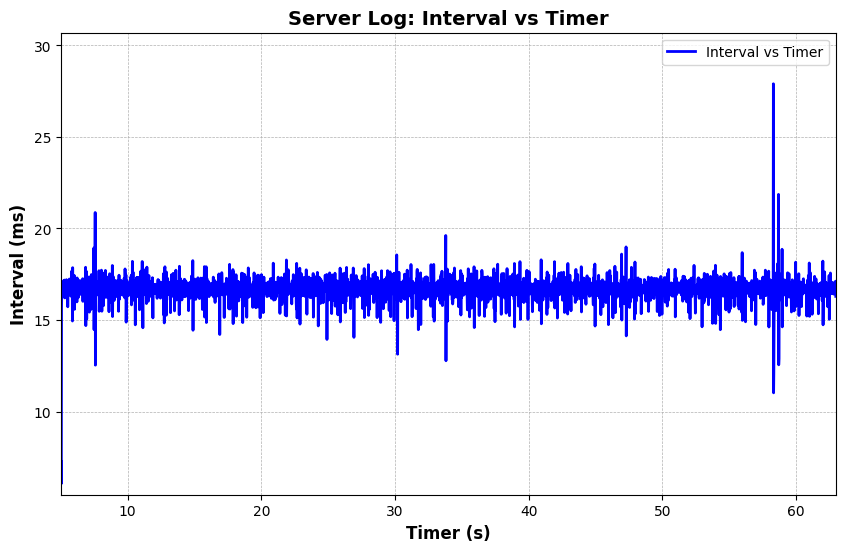 Server Log: Interval vs Timer
Interval vs Timer
30
25
20
15
10
Interval (ms)
10 20 30 40 50 60
Timer (s)